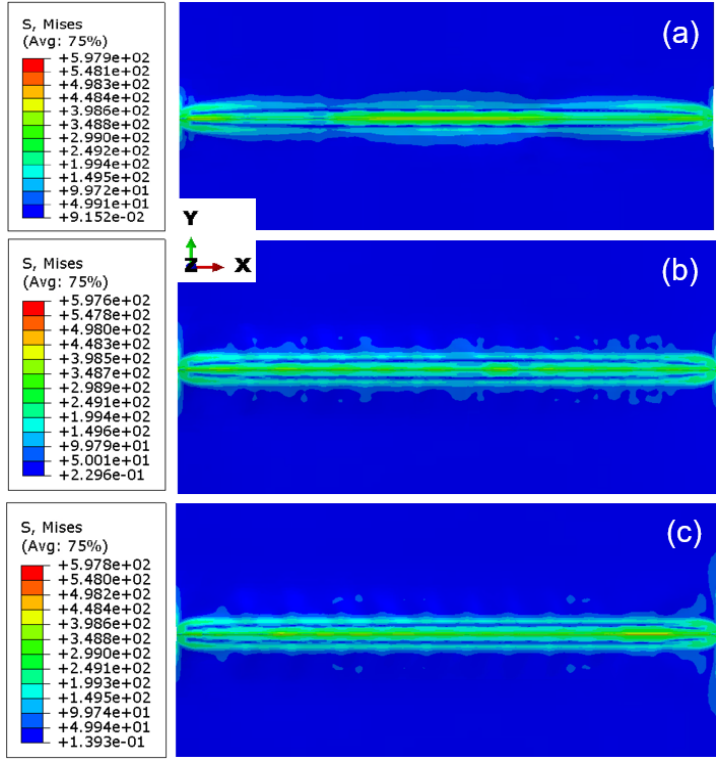 S, Mises
(Avg: 75%)
+5.979e+02
+5.481e+02
+4.983e+02
+4.484e+02
+3.986e+02
+3.488e+02
+2.990e+02
+2.492e+02
+1.994e+02
+1.495e+02
+9.972e+01
+4.991e+01
+9.152e-02
(a)
Y
Z
X
S, Mises
(Avg: 75%)
+5.976e+02
+5.478e+02
+4.980e+02
+4.483e+02
+3.985e+02
+3.487e+02
+2.989e+02
+2.491e+02
+1.994e+02
+1.496e+02
+9.979e+01
+5.001e+01
+2.296e-01
(b)
S, Mises
(Avg: 75%)
+5.978e+02
+5.480e+02
+4.982e+02
+4.484e+02
+3.986e+02
+3.488e+02
+2.990e+02
+2.491e+02
+1.993e+02
+1.495e+02
+9.974e+01
+4.994e+01
+1.393e-01
(c)